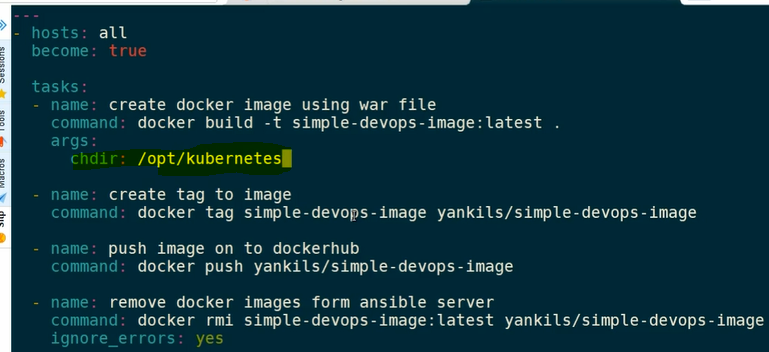 ---
- hosts: all
  become: true

  tasks:
  - name: create docker image using war file
    command: docker build -t simple-devops-image:latest .
    args:
      chdir: /opt/kubernetes

  - name: create tag to image
    command: docker tag simple-devops-image yankils/simple-devops-image

  - name: push image on to dockerhub
    command: docker push yankils/simple-devops-image

  - name: remove docker images form ansible server
    command: docker rmi simple-devops-image:latest yankils/simple-devops-image
    ignore_errors: yes
Sessions
Tools
Macros